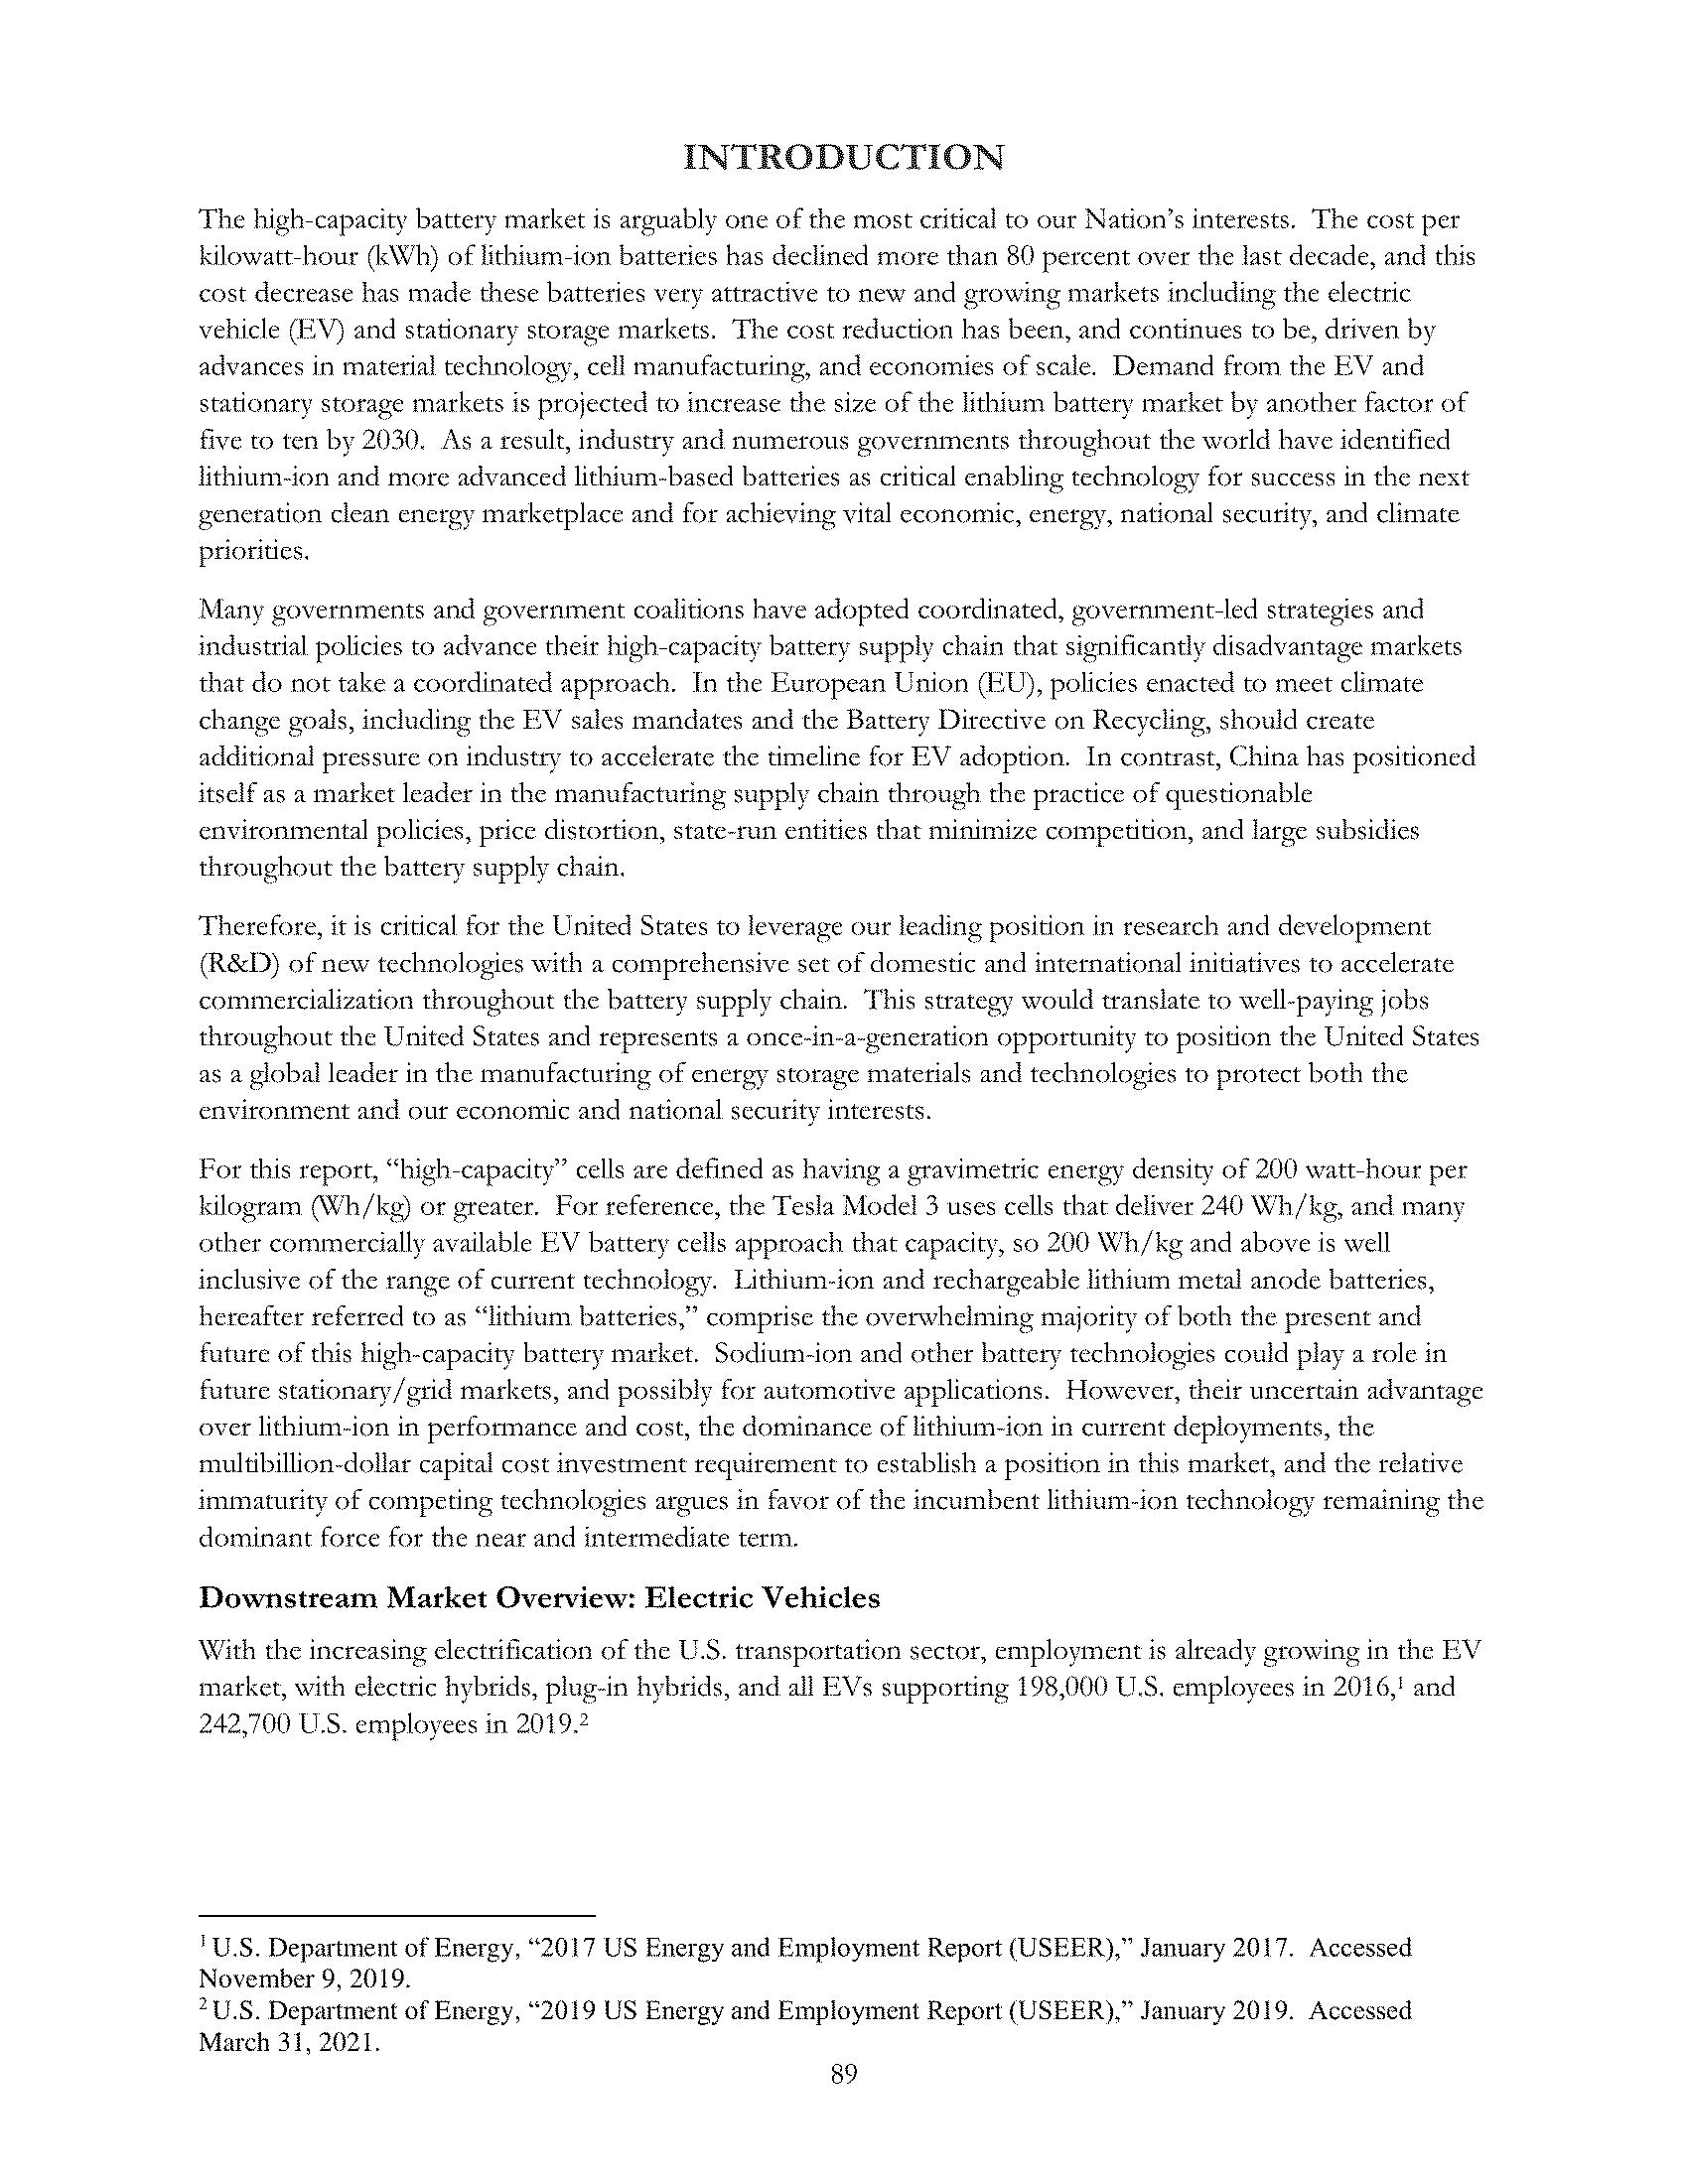 INTRODUCTION
The high-capacity battery market is arguably one of the most critical to our Nation's interests.  The cost per
kilowatt-hour (kWh) of lithium-ion batteries has declined more than 80 percent over the last decade, and this
cost decrease has made these batteries very attractive to new and growing markets including the electric
vehicle (EV) and stationary storage markets.  The cost reduction has been, and continues to be, driven by
advances in material technology, cell manufacturing, and economies of scale.  Demand from the EV and
stationary storage markets is projected to increase the size of the lithium battery market by another factor of
five to ten by 2030.  As a result, industry and numerous governments throughout the world have identified
lithium-ion and more advanced lithium-based batteries as critical enabling technology for success in the next
generation clean energy marketplace and for achieving vital economic, energy, national security, and climate
priorities.
Many governments and government coalitions have adopted coordinated, government-led strategies and
industrial policies to advance their high-capacity battery supply chain that significantly disadvantage markets
that do not take a coordinated approach.  In the European Union (EU), policies enacted to meet climate
change goals, including the EV sales mandates and the Battery Directive on Recycling, should create
additional pressure on industry to accelerate the timeline for EV adoption.  In contrast, China has positioned
itself as a market leader in the manufacturing supply chain through the practice of questionable
environmental policies, price distortion, state-run entities that minimize competition, and large subsidies
throughout the battery supply chain.
Therefore, it is critical for the United States to leverage our leading position in research and development
(R&D) of new technologies with a comprehensive set of domestic and international initiatives to accelerate
commercialization throughout the battery supply chain.  This strategy would translate to well-paying jobs
throughout the United States and represents a once-in-a-generation opportunity to position the United States
as a global leader in the manufacturing of energy storage materials and technologies to protect both the
environment and our economic and national security interests.
For this report, “high-capacity” cells are defined as having a gravimetric energy density of 200 watt-hour per
kilogram (Wh/kg) or greater.  For reference, the Tesla Model 3 uses cells that deliver 240 Wh/kg, and many
other commercially available EV battery cells approach that capacity, so 200 Wh/kg and above is well
inclusive of the range of current technology.  Lithium-ion and rechargeable lithium metal anode batteries,
hereafter referred to as “lithium batteries,” comprise the overwhelming majority of both the present and
future of this high-capacity battery market.  Sodium-ion and other battery technologies could play a role in
future stationary/grid markets, and possibly for automotive applications.  However, their uncertain advantage
over lithium-ion in performance and cost, the dominance of lithium-ion in current deployments, the
multibillion-dollar capital cost investment requirement to establish a position in this market, and the relative
immaturity of competing technologies argues in favor of the incumbent lithium-ion technology remaining the
dominant force for the near and intermediate term.
Downstream Market Overview: Electric Vehicles
With the increasing electrification of the U.S. transportation sector, employment is already growing in the EV
market, with electric hybrids, plug-in hybrids, and all EVs supporting 198,000 U.S. employees in 2016,¹ and
242,700 U.S. employees in 2019.²
¹ U.S. Department of Energy, “2017 US Energy and Employment Report (USEER),” January 2017.  Accessed
November 9, 2019.
² U.S. Department of Energy, “2019 US Energy and Employment Report (USEER),” January 2019.  Accessed
March 31, 2021.
89